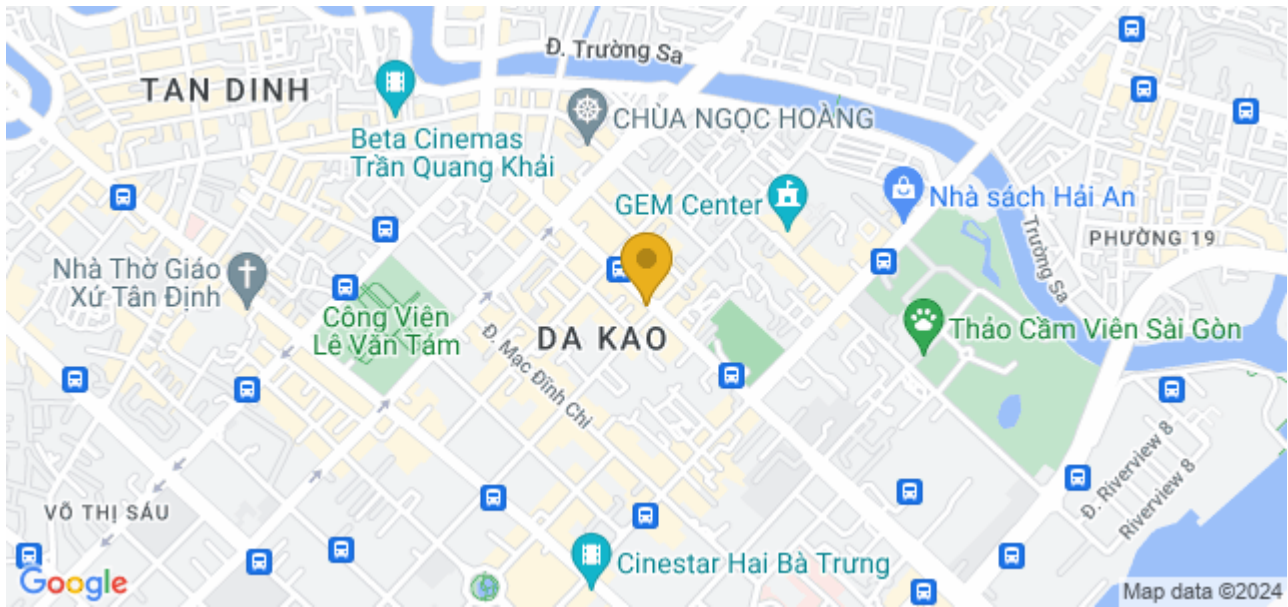 Đ. Trường Sa
TAN DINH
Beta Cinemas
Trần Quang Khải
CHÙA NGỌC HOÀNG
GEM Center
Nhà sách Hải An
Trường Sa
PHƯỜNG 19
Nhà Thờ Giáo
Xứ Tân Định
Công Viên
Lê Văn Tám
DA KAO
Đ. Mạc Đĩnh Chi
Thảo Cầm Viên Sài Gòn
Đ. Riverview 8
Riverview 8
VÕ THỊ SÁU
Cinestar Hai Bà Trưng
Google
Map data ©2024